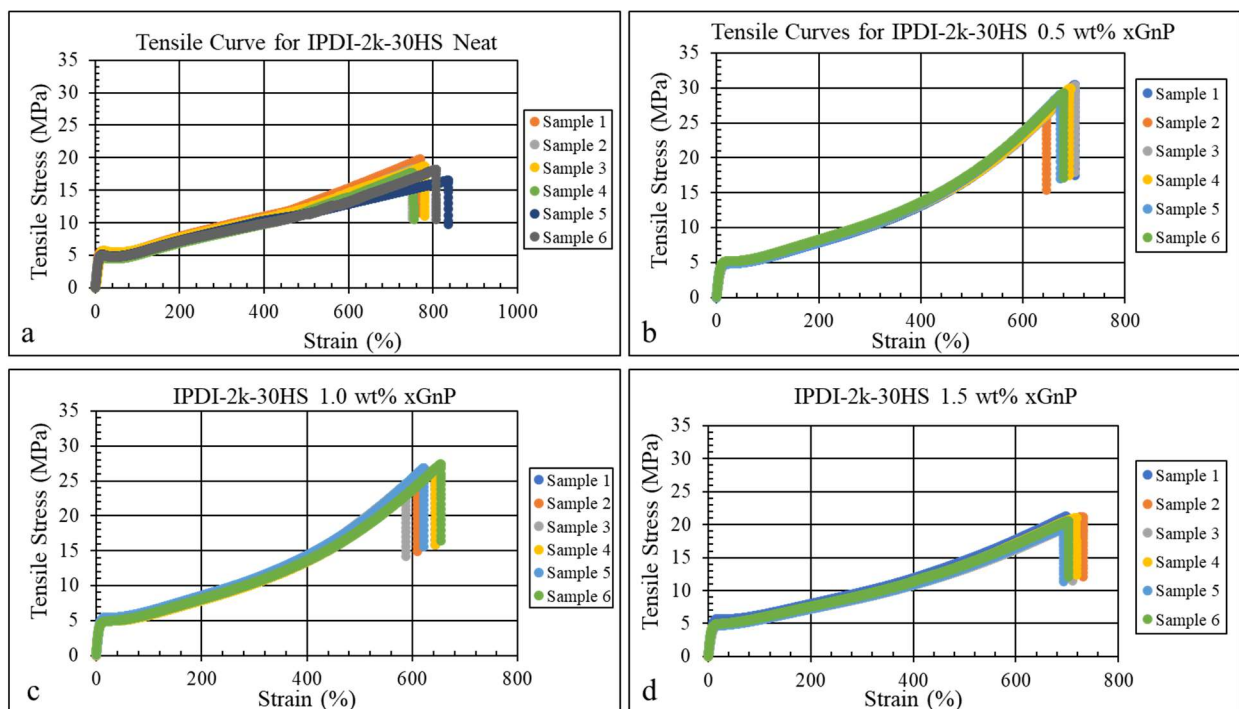 Tensile Curve for IPDI-2k-30HS Neat
Tensile Stress (MPa)
35
30
25
20
15
10
5
0
0 200 400 600 800 1000
Strain (%)
Sample 1
Sample 2
Sample 3
Sample 4
Sample 5
Sample 6
a
Tensile Curves for IPDI-2k-30HS 0.5 wt% xGnP
Tensile Stress (MPa)
35
30
25
20
15
10
5
0
0 200 400 600 800
Strain (%)
Sample 1
Sample 2
Sample 3
Sample 4
Sample 5
Sample 6
b
IPDI-2k-30HS 1.0 wt% xGnP
Tensile Stress (MPa)
35
30
25
20
15
10
5
0
0 200 400 600 800
Strain (%)
Sample 1
Sample 2
Sample 3
Sample 4
Sample 5
Sample 6
c
IPDI-2k-30HS 1.5 wt% xGnP
Tensile Stress (MPa)
35
30
25
20
15
10
5
0
0 200 400 600 800
Strain (%)
Sample 1
Sample 2
Sample 3
Sample 4
Sample 5
Sample 6
d